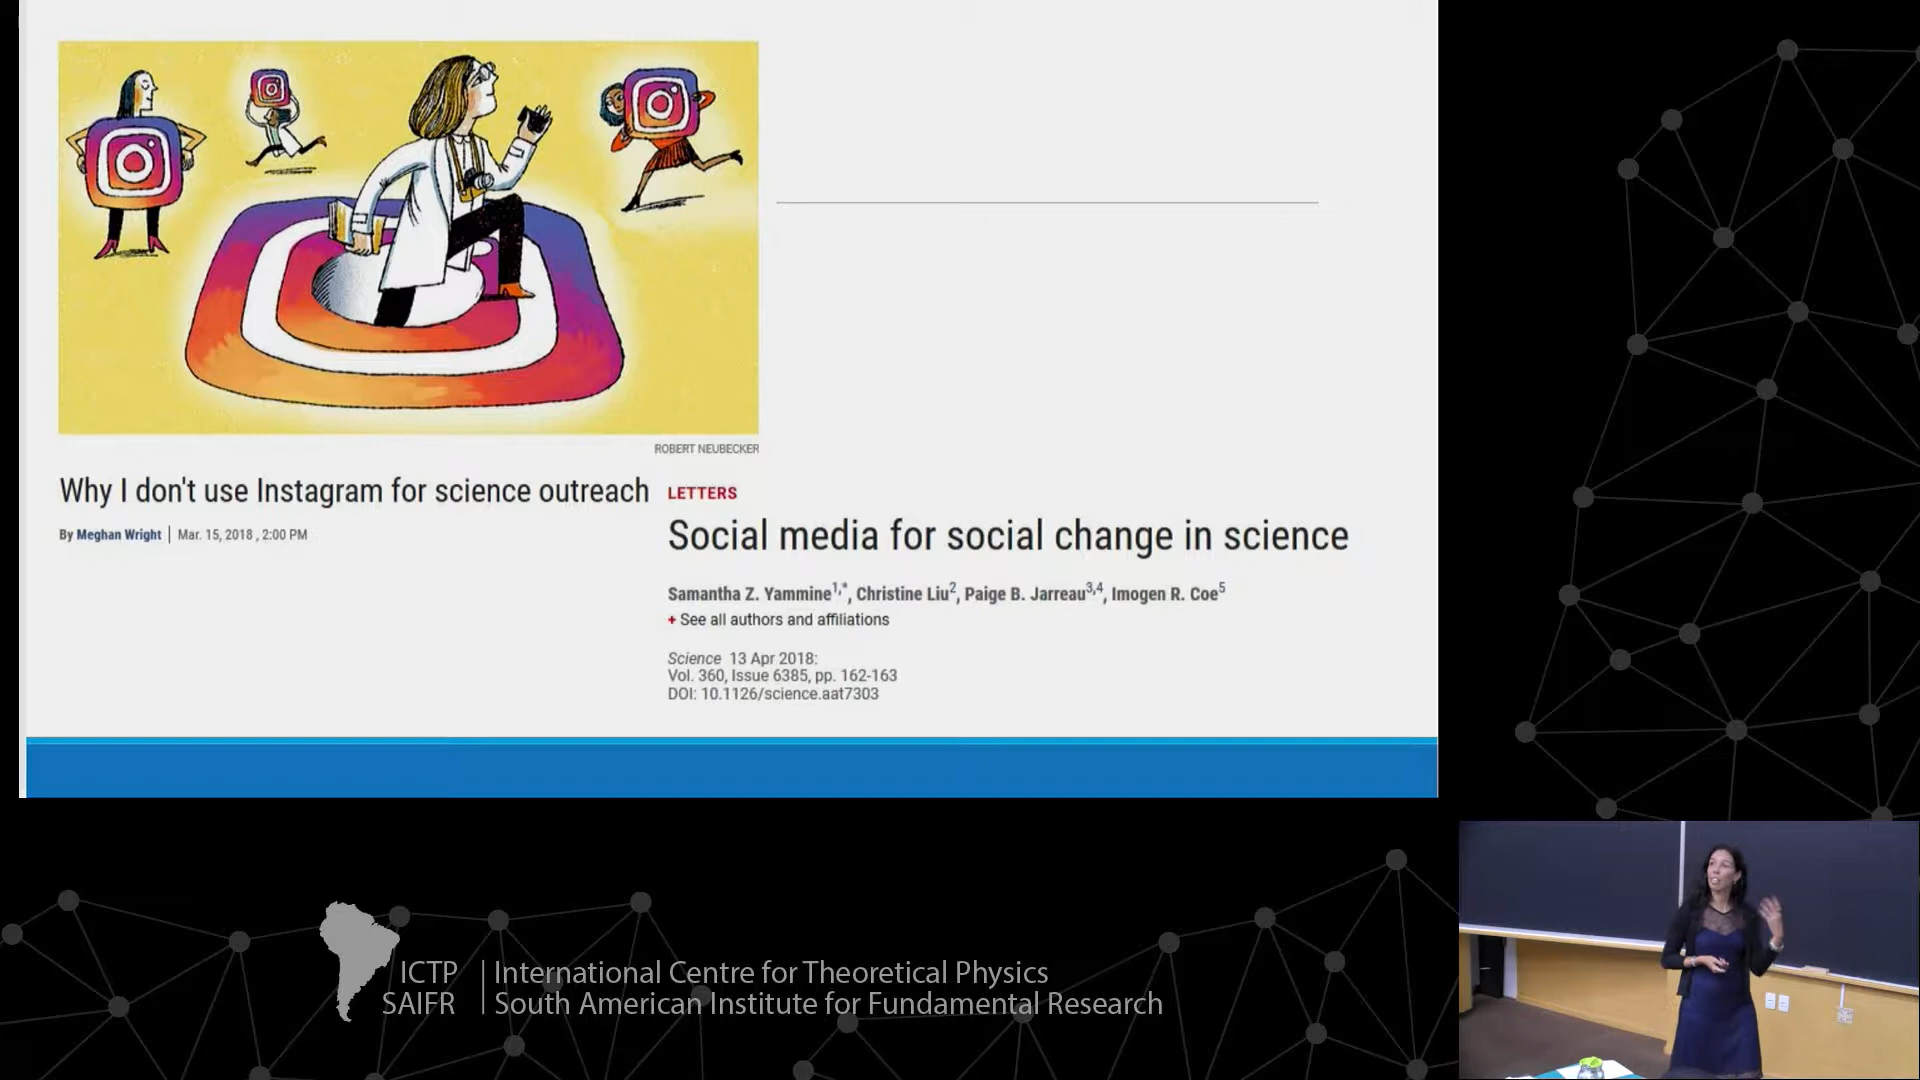 ROBERT NEUBECKER
Why I don't use Instagram for science outreach
By Meghan Wright | Mar. 15, 2018 , 2:00 PM
LETTERS
Social media for social change in science
Samantha Z. Yammine1,*, Christine Liu2, Paige B. Jarreau3,4, Imogen R. Coe5
+ See all authors and affiliations
Science 13 Apr 2018:
Vol. 360, Issue 6385, pp. 162-163
DOI: 10.1126/science.aat7303
ICTP | International Centre for Theoretical Physics
SAIFR | South American Institute for Fundamental Research